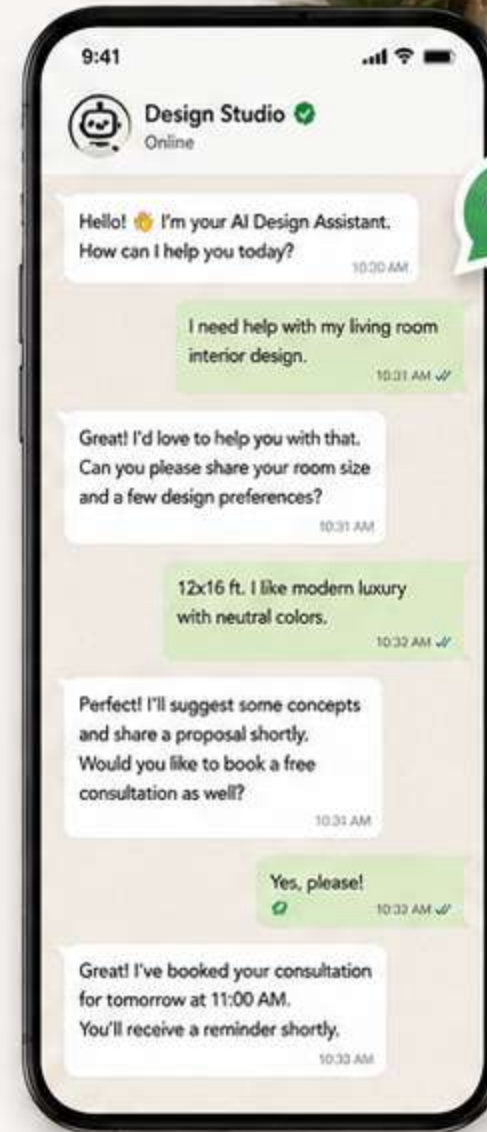 9:41
Design Studio
Online
Hello! 👋 I'm your AI Design Assistant.
How can I help you today?
10:30 AM
I need help with my living room
interior design.
10:31 AM
Great! I'd love to help you with that.
Can you please share your room size
and a few design preferences?
10:31 AM
12x16 ft. I like modern luxury
with neutral colors.
10:32 AM
Perfect! I'll suggest some concepts
and share a proposal shortly.
Would you like to book a free
consultation as well?
10:31 AM
Yes, please!
10:33 AM
Great! I've booked your consultation
for tomorrow at 11:00 AM.
You'll receive a reminder shortly.
10:33 AM